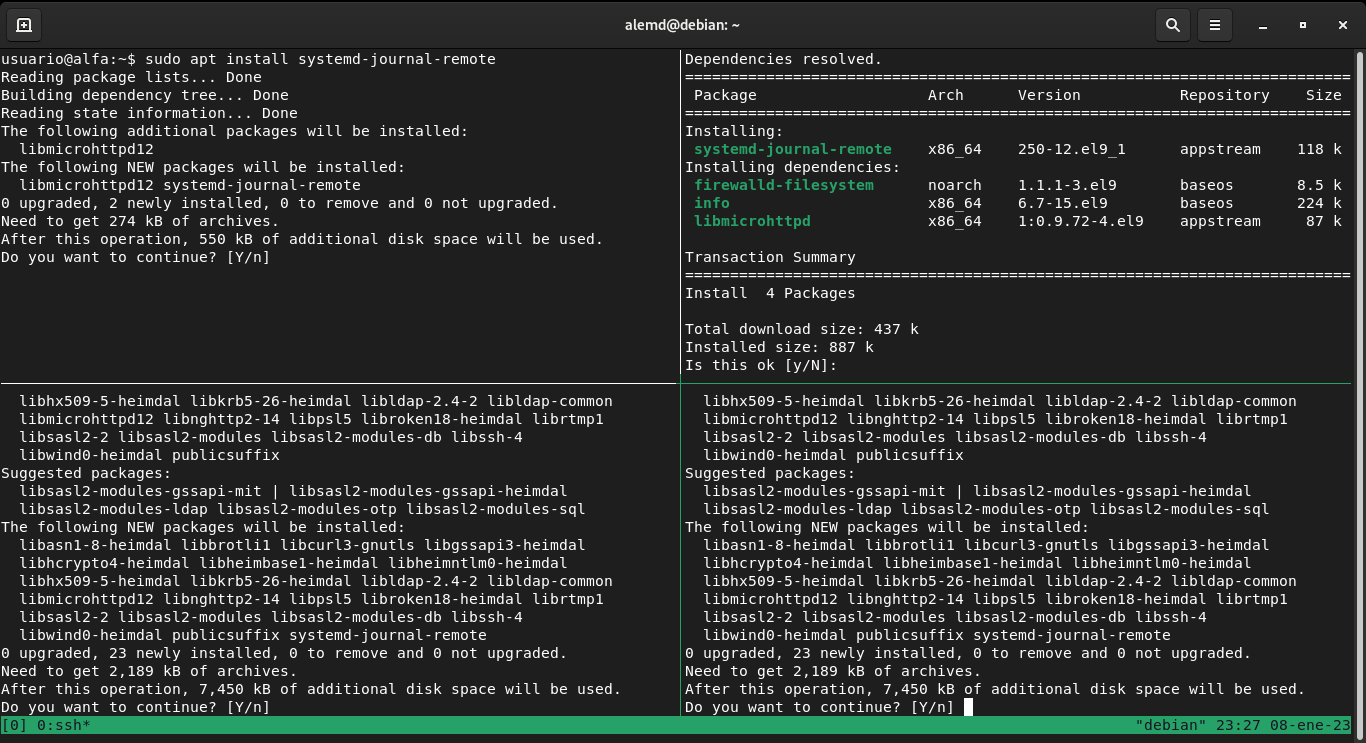 alemd@debian: ~
usuario@alfa:~$ sudo apt install systemd-journal-remote
Reading package lists... Done
Building dependency tree... Done
Reading state information... Done
The following additional packages will be installed:
  libmicrohttpd12
The following NEW packages will be installed:
  libmicrohttpd12 systemd-journal-remote
0 upgraded, 2 newly installed, 0 to remove and 0 not upgraded.
Need to get 274 kB of archives.
After this operation, 550 kB of additional disk space will be used.
Do you want to continue? [Y/n]
Dependencies resolved.
==========================================================================
 Package                   Arch      Version           Repository    Size
==========================================================================
Installing:
 systemd-journal-remote    x86_64    250-12.el9_1      appstream    118 k
Installing dependencies:
 firewalld-filesystem      noarch    1.1.1-3.el9       baseos       8.5 k
 info                      x86_64    6.7-15.el9        baseos       224 k
 libmicrohttpd             x86_64    1:0.9.72-4.el9    appstream     87 k
Transaction Summary
==========================================================================
Install  4 Packages
Total download size: 437 k
Installed size: 887 k
Is this ok [y/N]:
  libhx509-5-heimdal libkrb5-26-heimdal libldap-2.4-2 libldap-common
  libmicrohttpd12 libnghttp2-14 libpsl5 libroken18-heimdal librtmp1
  libsasl2-2 libsasl2-modules libsasl2-modules-db libssh-4
  libwind0-heimdal publicsuffix
Suggested packages:
  libsasl2-modules-gssapi-mit | libsasl2-modules-gssapi-heimdal
  libsasl2-modules-ldap libsasl2-modules-otp libsasl2-modules-sql
The following NEW packages will be installed:
  libasn1-8-heimdal libbrotli1 libcurl3-gnutls libgssapi3-heimdal
  libhcrypto4-heimdal libheimbase1-heimdal libheimntlm0-heimdal
  libhx509-5-heimdal libkrb5-26-heimdal libldap-2.4-2 libldap-common
  libmicrohttpd12 libnghttp2-14 libpsl5 libroken18-heimdal librtmp1
  libsasl2-2 libsasl2-modules libsasl2-modules-db libssh-4
  libwind0-heimdal publicsuffix systemd-journal-remote
0 upgraded, 23 newly installed, 0 to remove and 0 not upgraded.
Need to get 2,189 kB of archives.
After this operation, 7,450 kB of additional disk space will be used.
Do you want to continue? [Y/n]
  libhx509-5-heimdal libkrb5-26-heimdal libldap-2.4-2 libldap-common
  libmicrohttpd12 libnghttp2-14 libpsl5 libroken18-heimdal librtmp1
  libsasl2-2 libsasl2-modules libsasl2-modules-db libssh-4
  libwind0-heimdal publicsuffix
Suggested packages:
  libsasl2-modules-gssapi-mit | libsasl2-modules-gssapi-heimdal
  libsasl2-modules-ldap libsasl2-modules-otp libsasl2-modules-sql
The following NEW packages will be installed:
  libasn1-8-heimdal libbrotli1 libcurl3-gnutls libgssapi3-heimdal
  libhcrypto4-heimdal libheimbase1-heimdal libheimntlm0-heimdal
  libhx509-5-heimdal libkrb5-26-heimdal libldap-2.4-2 libldap-common
  libmicrohttpd12 libnghttp2-14 libpsl5 libroken18-heimdal librtmp1
  libsasl2-2 libsasl2-modules libsasl2-modules-db libssh-4
  libwind0-heimdal publicsuffix systemd-journal-remote
0 upgraded, 23 newly installed, 0 to remove and 0 not upgraded.
Need to get 2,189 kB of archives.
After this operation, 7,450 kB of additional disk space will be used.
Do you want to continue? [Y/n]
[0] 0:ssh* "debian" 23:27 08-ene-23